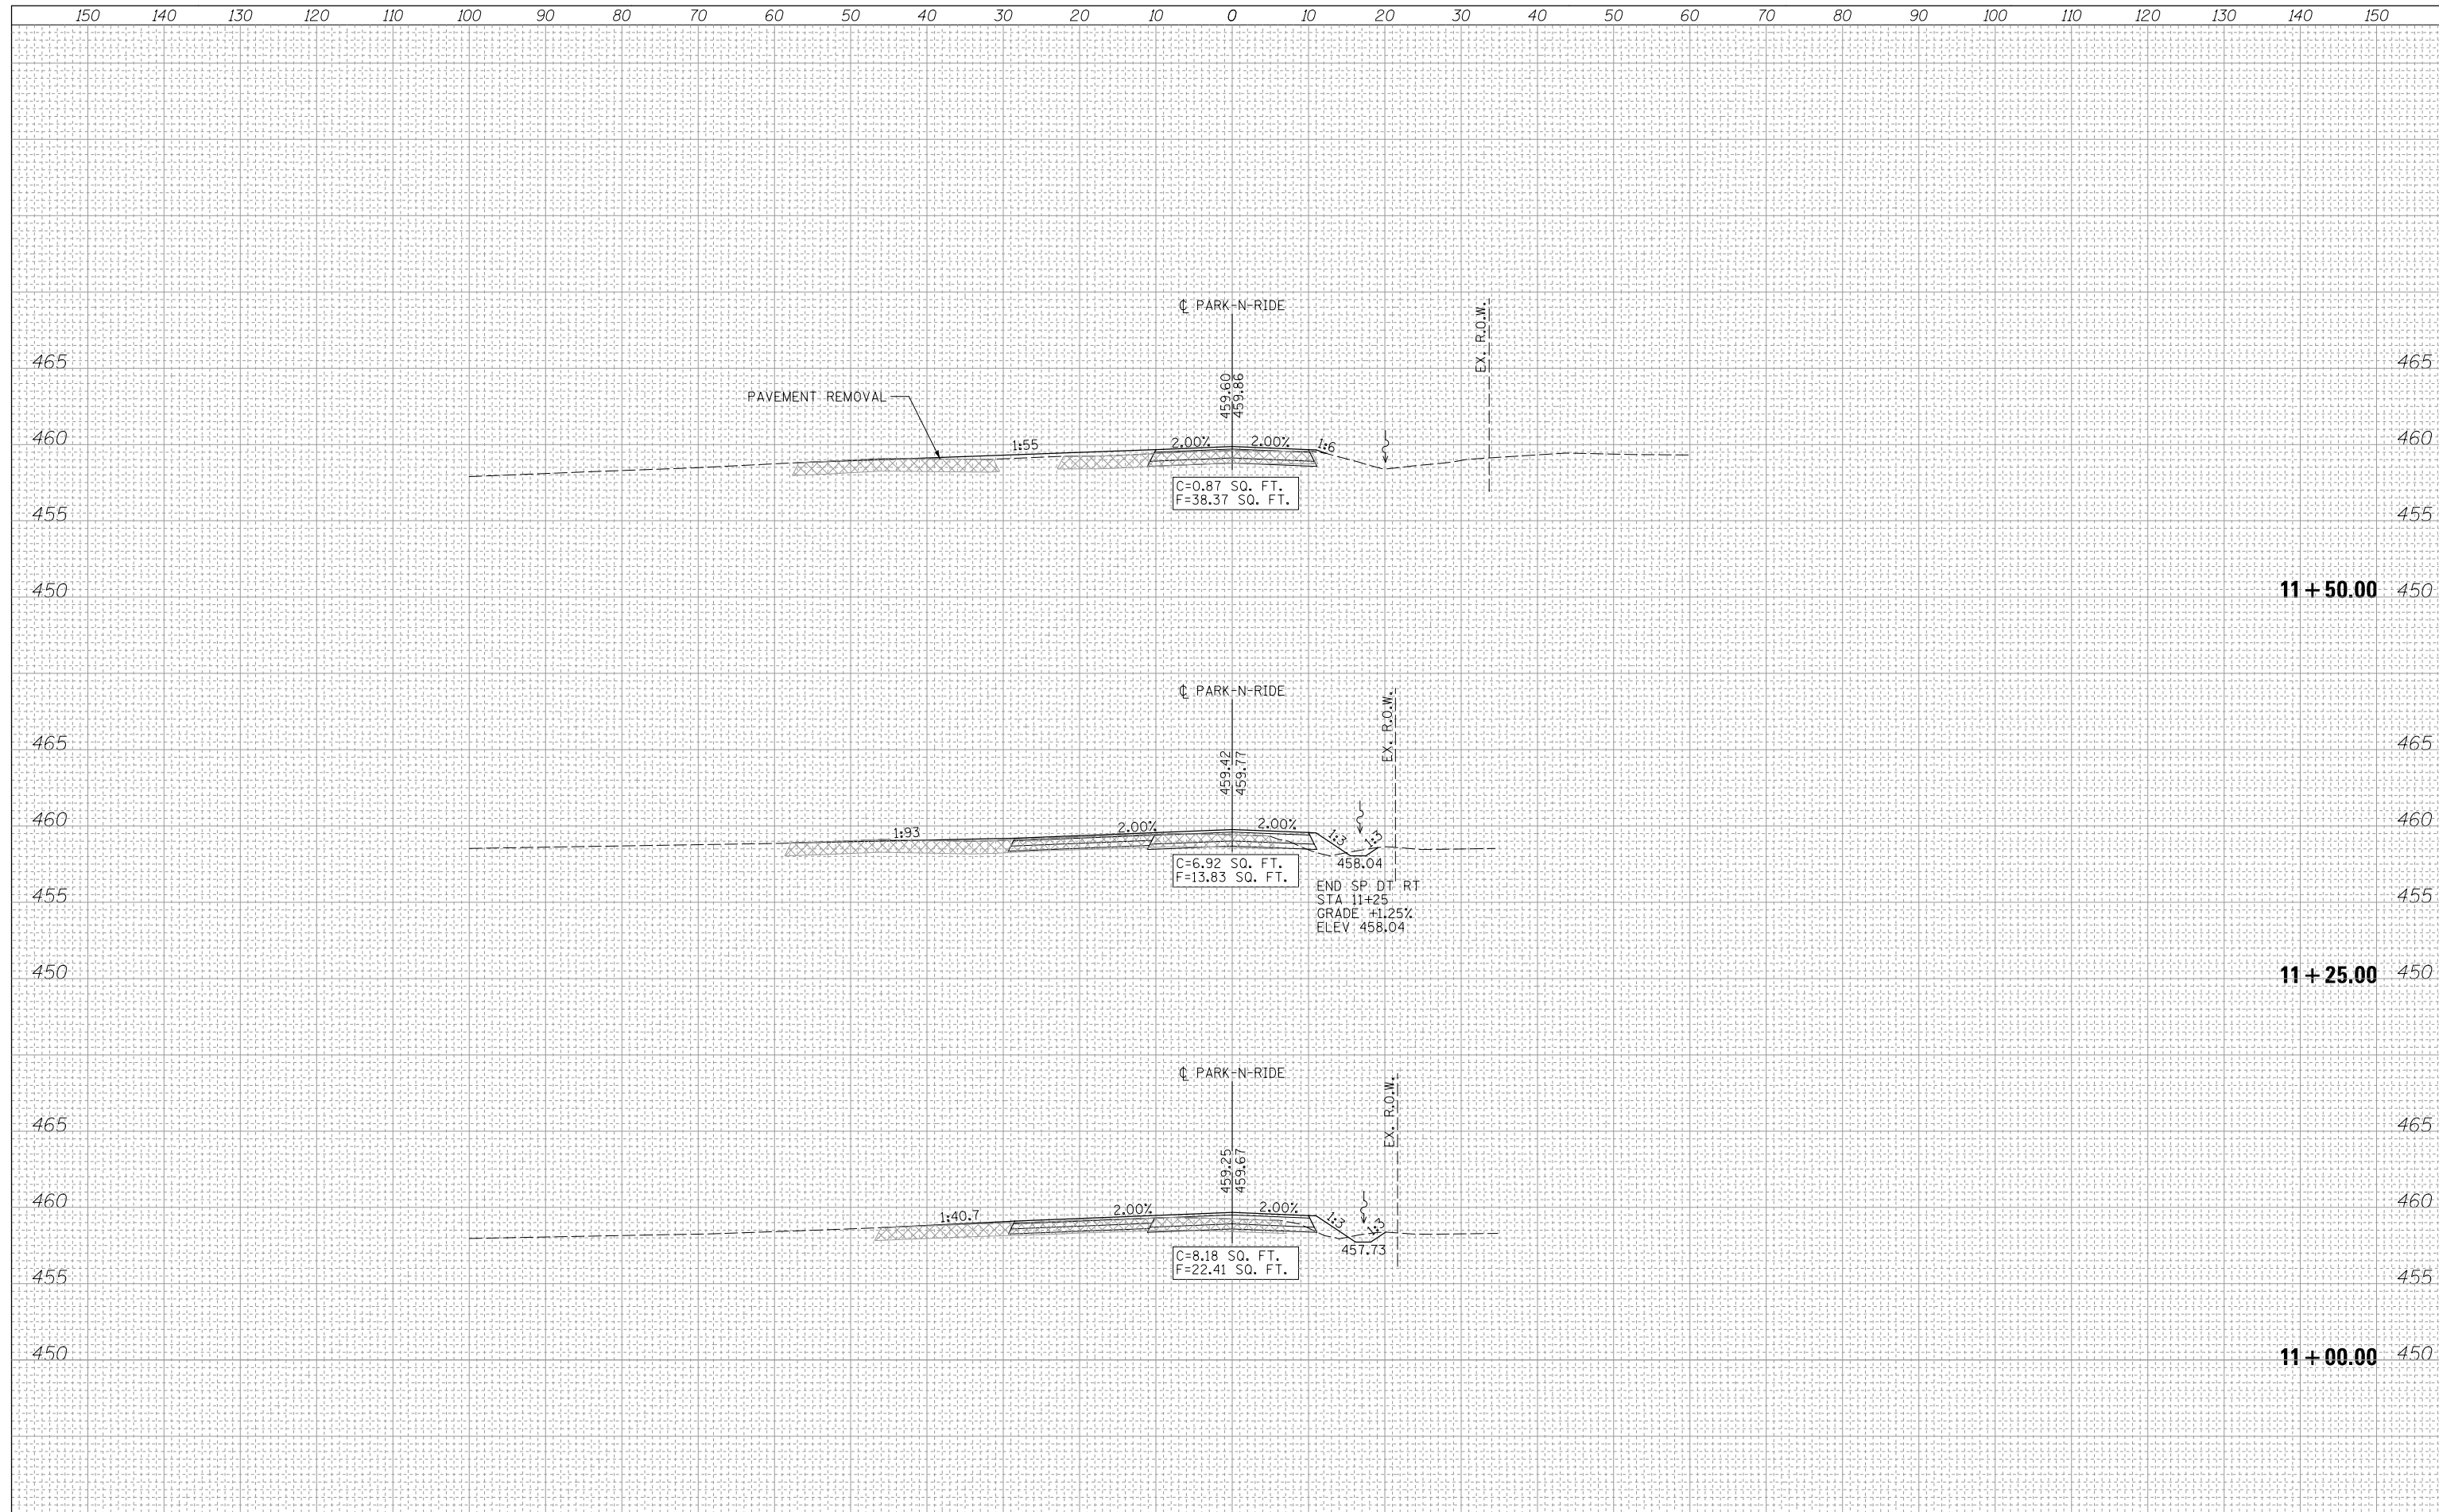 150 140 130 120 110 100 90 80 70 60 50 40 30 20 10 0 10 20 30 40 50 60 70 80 90 100 110 120 130 140 150
℄ PARK-N-RIDE
EX. R.O.W.
465 465
459.60
459.86
PAVEMENT REMOVAL
460 1:55 2.00% 2.00% 1:6 460
C=0.87 SQ. FT.
F=38.37 SQ. FT.
455 455
450 11+50.00 450
℄ PARK-N-RIDE
EX. R.O.W.
465 465
459.42
459.77
460 1:93 2.00% 2.00% 1:3 1:3 460
458.04
C=6.92 SQ. FT.
F=13.83 SQ. FT.
END SP DT RT
STA 11+25
GRADE +1.25%
ELEV 458.04
455 455
450 11+25.00 450
℄ PARK-N-RIDE
EX. R.O.W.
465 465
459.25
459.67
460 1:40.7 2.00% 2.00% 1:3 1:3 460
457.73
C=8.18 SQ. FT.
F=22.41 SQ. FT.
455 455
450 11+00.00 450